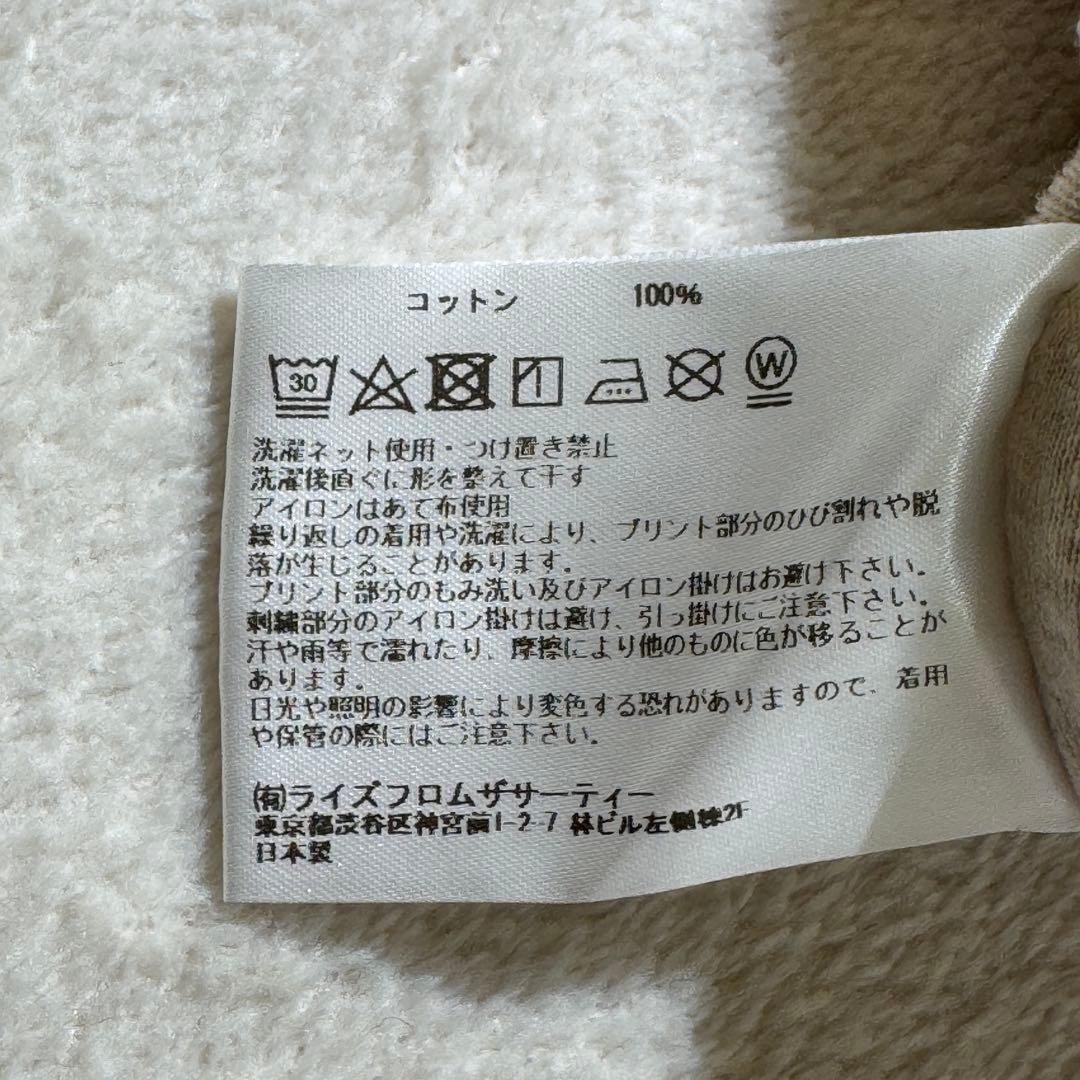 コットン 100%
30 W
洗濯ネット使用・つけ置き禁止
洗濯後直ぐに形を整えて干す
アイロンはあて布使用
繰り返しの着用や洗濯により、プリント部分のひび割れや脱
落が生じることがあります。
プリント部分のもみ洗い及びアイロン掛けはお避け下さい。
刺繍部分のアイロン掛けは避け、引っ掛けにご注意下さい。
汗や雨等で濡れたり、摩擦により他のものに色が移ることが
あります。
日光や照明の影響により変色する恐れがありますので、着用
や保管の際にはご注意下さい。
㈲ライズフロムザサーティー
東京都渋谷区神宮前1-2-7 林ビル左側棟2F
日本製